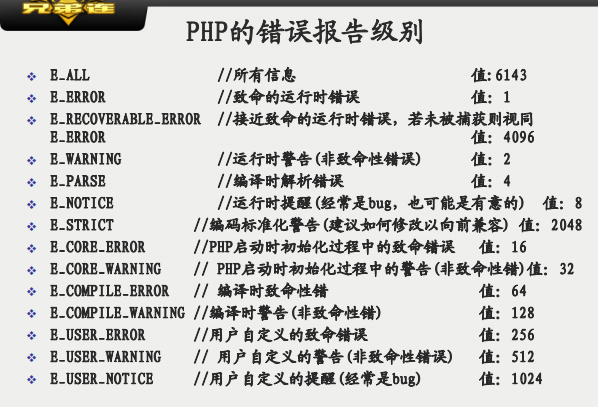 兄弟连
PHP的错误报告级别
❖ E_ALL //所有信息 值:6143
❖ E_ERROR //致命的运行时错误 值: 1
❖ E_RECOVERABLE_ERROR //接近致命的运行时错误，若未被捕获则视同
E_ERROR 值: 4096
❖ E_WARNING //运行时警告(非致命性错误) 值: 2
❖ E_PARSE //编译时解析错误 值: 4
❖ E_NOTICE //运行时提醒(经常是bug，也可能是有意的) 值: 8
❖ E_STRICT //编码标准化警告(建议如何修改以向前兼容) 值: 2048
❖ E_CORE_ERROR //PHP启动时初始化过程中的致命错误 值: 16
❖ E_CORE_WARNING // PHP启动时初始化过程中的警告(非致命性错)值: 32
❖ E_COMPILE_ERROR // 编译时致命性错 值: 64
❖ E_COMPILE_WARNING //编译时警告(非致命性错) 值: 128
❖ E_USER_ERROR //用户自定义的致命错误 值: 256
❖ E_USER_WARNING // 用户自定义的警告(非致命性错误) 值: 512
❖ E_USER_NOTICE //用户自定义的提醒(经常是bug) 值: 1024